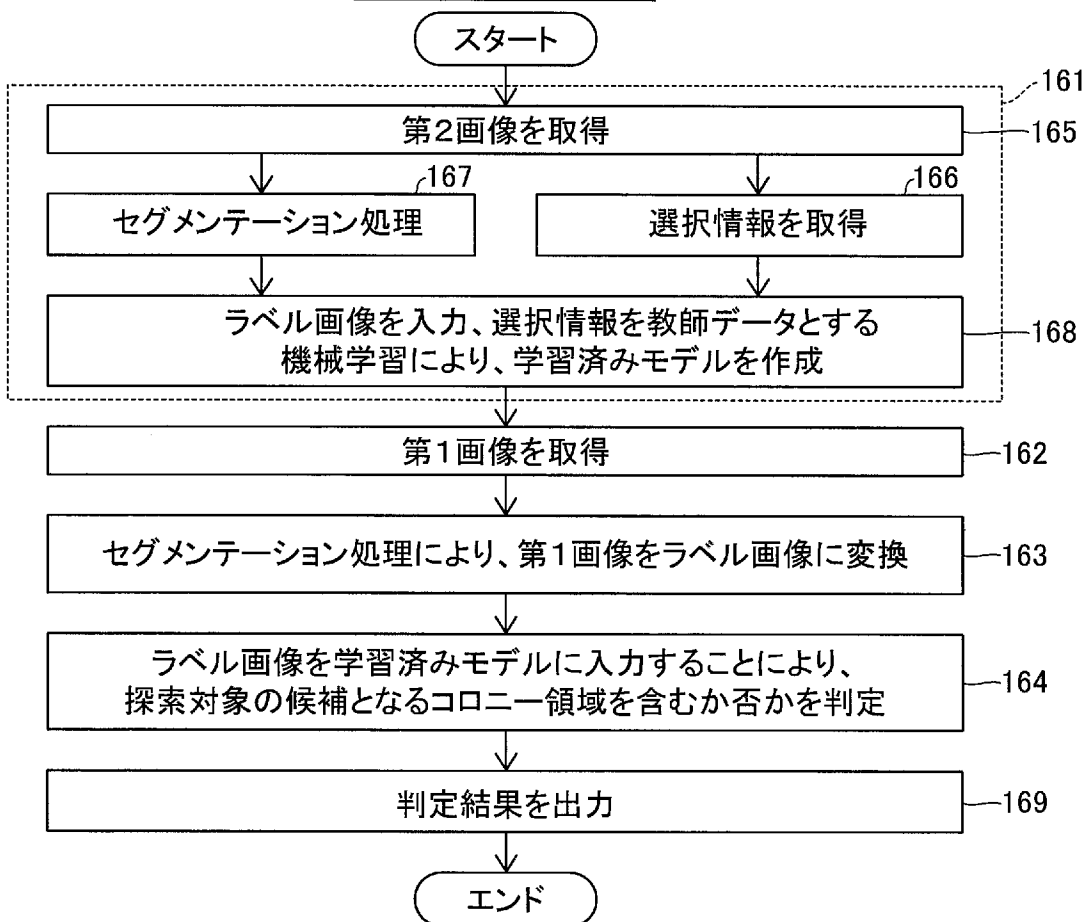 スタート
161
第2画像を取得
165
167
166
セグメンテーション処理
選択情報を取得
ラベル画像を入力、選択情報を教師データとする
機械学習により、学習済みモデルを作成
168
第1画像を取得
162
セグメンテーション処理により、第1画像をラベル画像に変換
163
ラベル画像を学習済みモデルに入力することにより、
探索対象の候補となるコロニー領域を含むか否かを判定
164
判定結果を出力
169
エンド